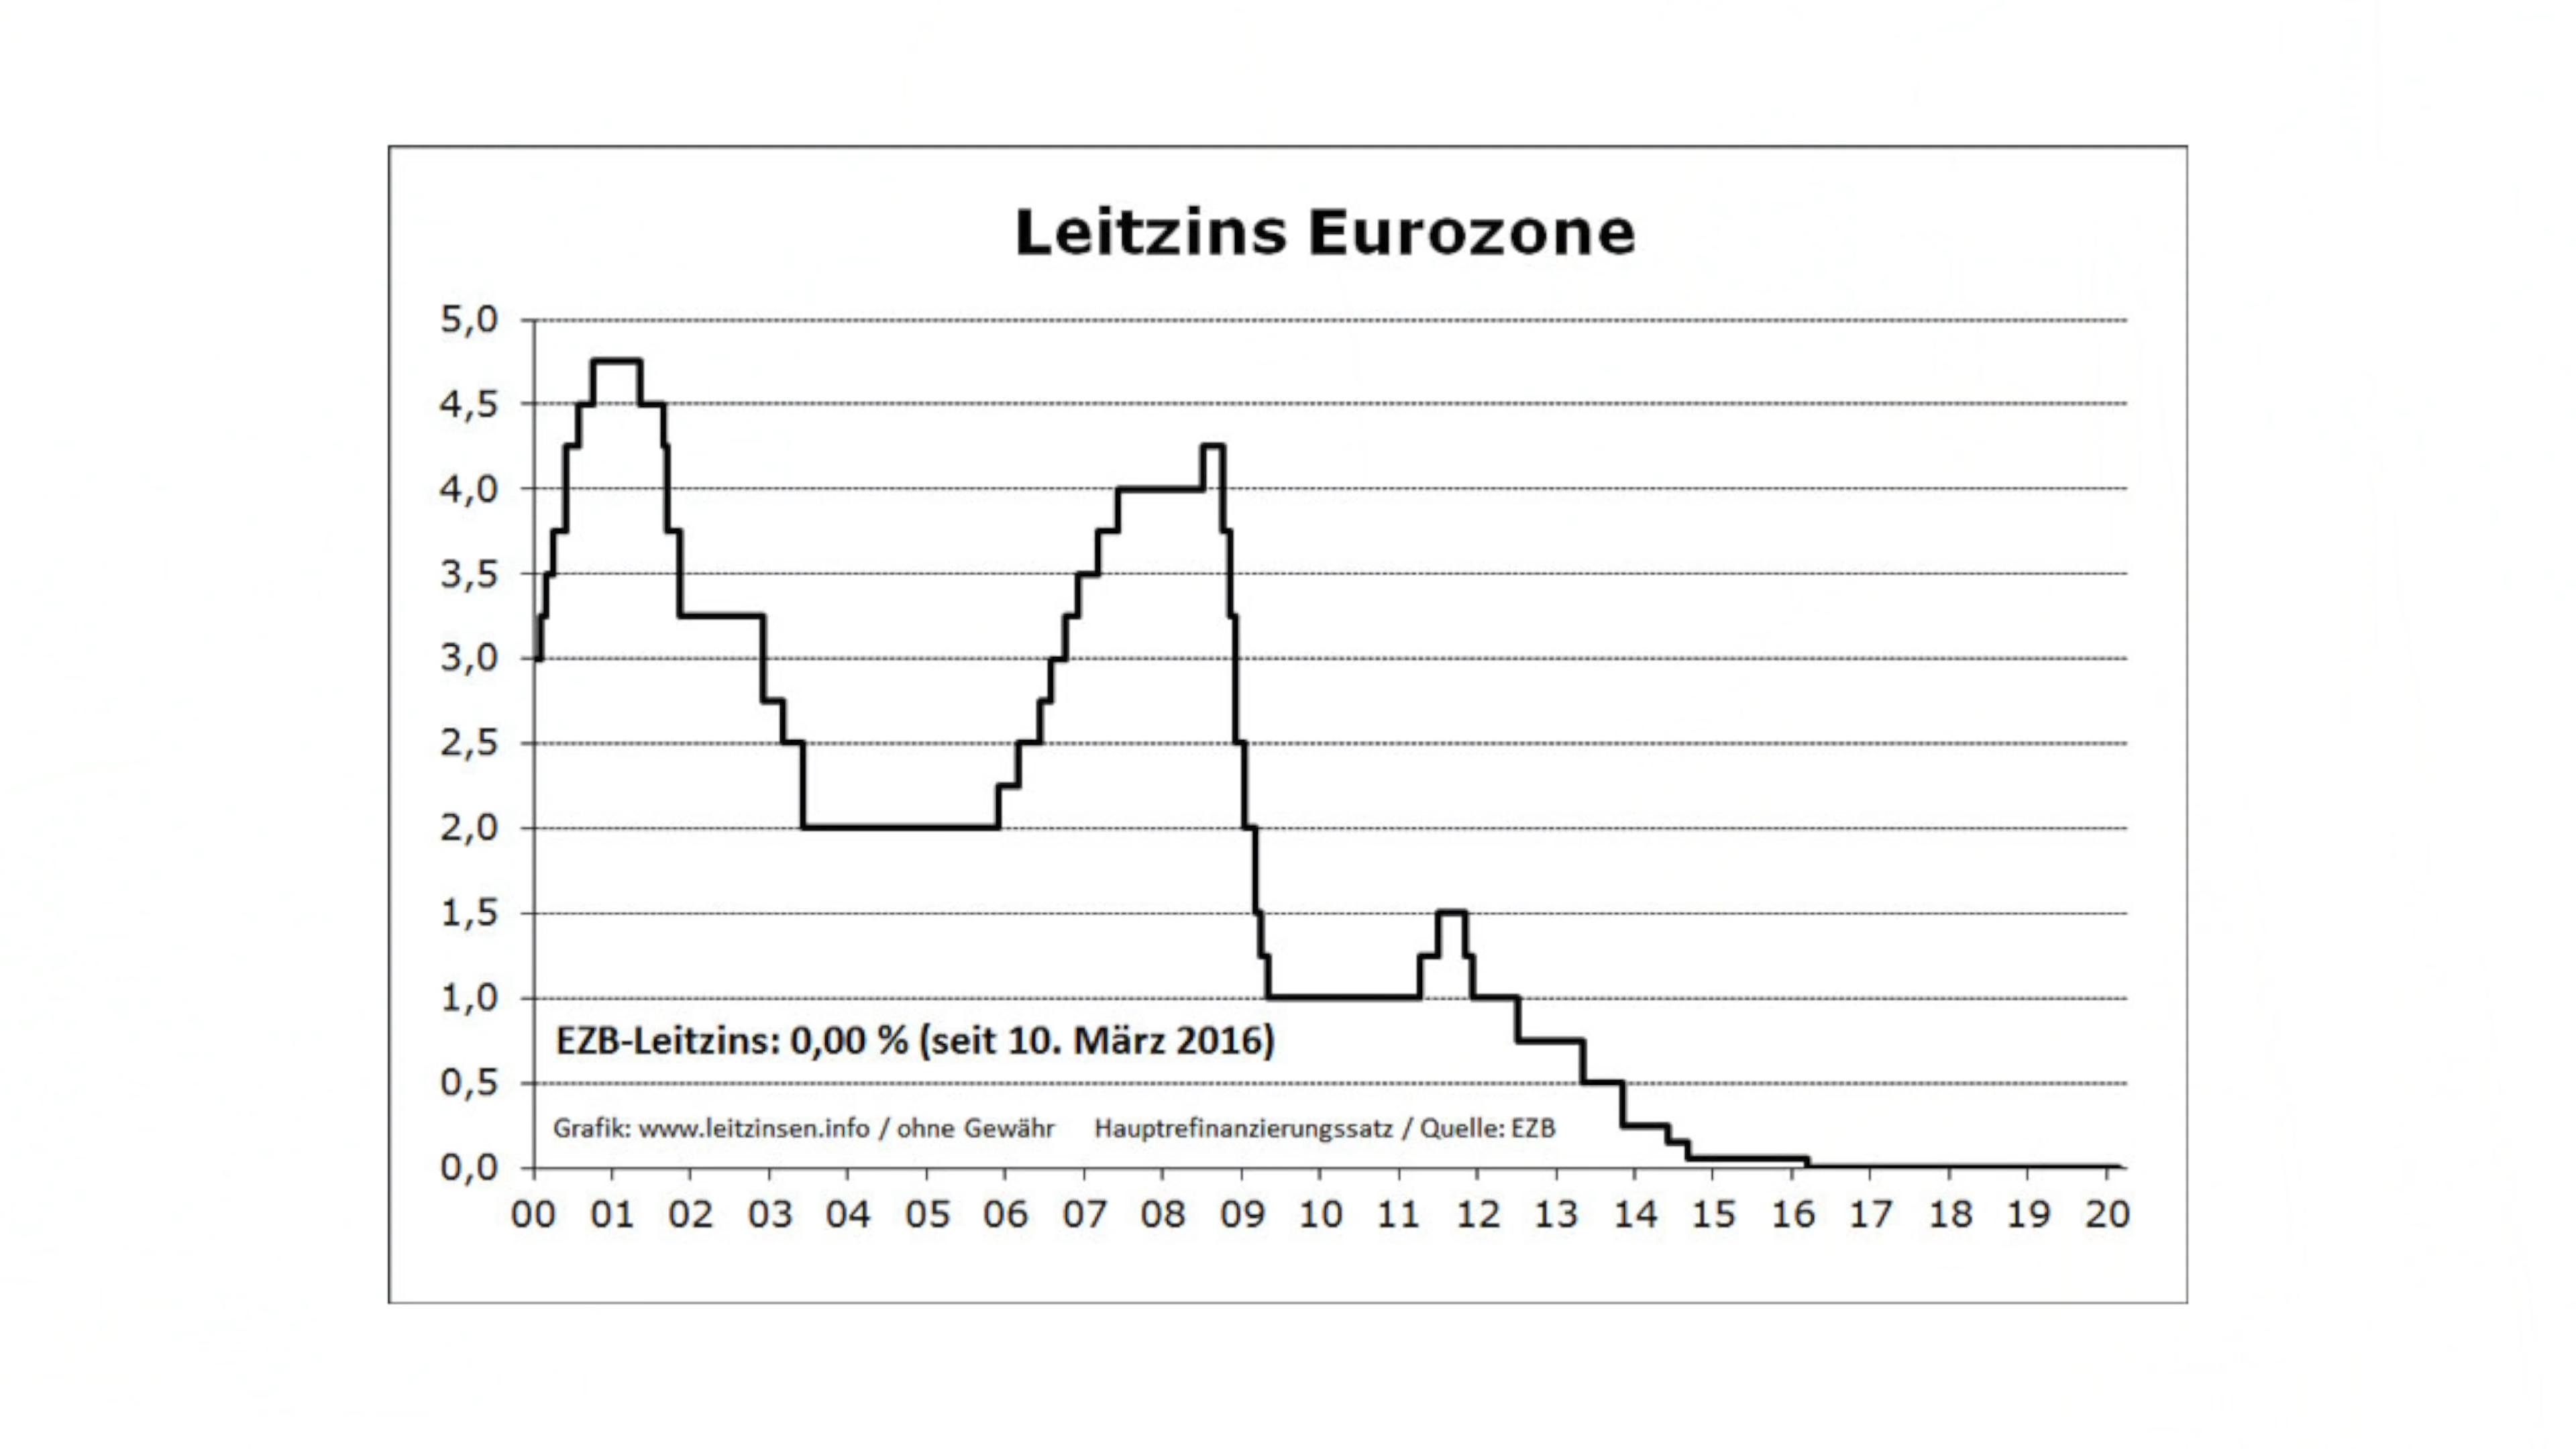 Leitzins Eurozone
5,0
4,5
4,0
3,5
3,0
2,5
2,0
1,5
1,0
EZB-Leitzins: 0,00 % (seit 10. März 2016)
0,5
Grafik: www.leitzinsen.info / ohne Gewähr Hauptrefinanzierungssatz / Quelle: EZB
0,0
00 01 02 03 04 05 06 07 08 09 10 11 12 13 14 15 16 17 18 19 20